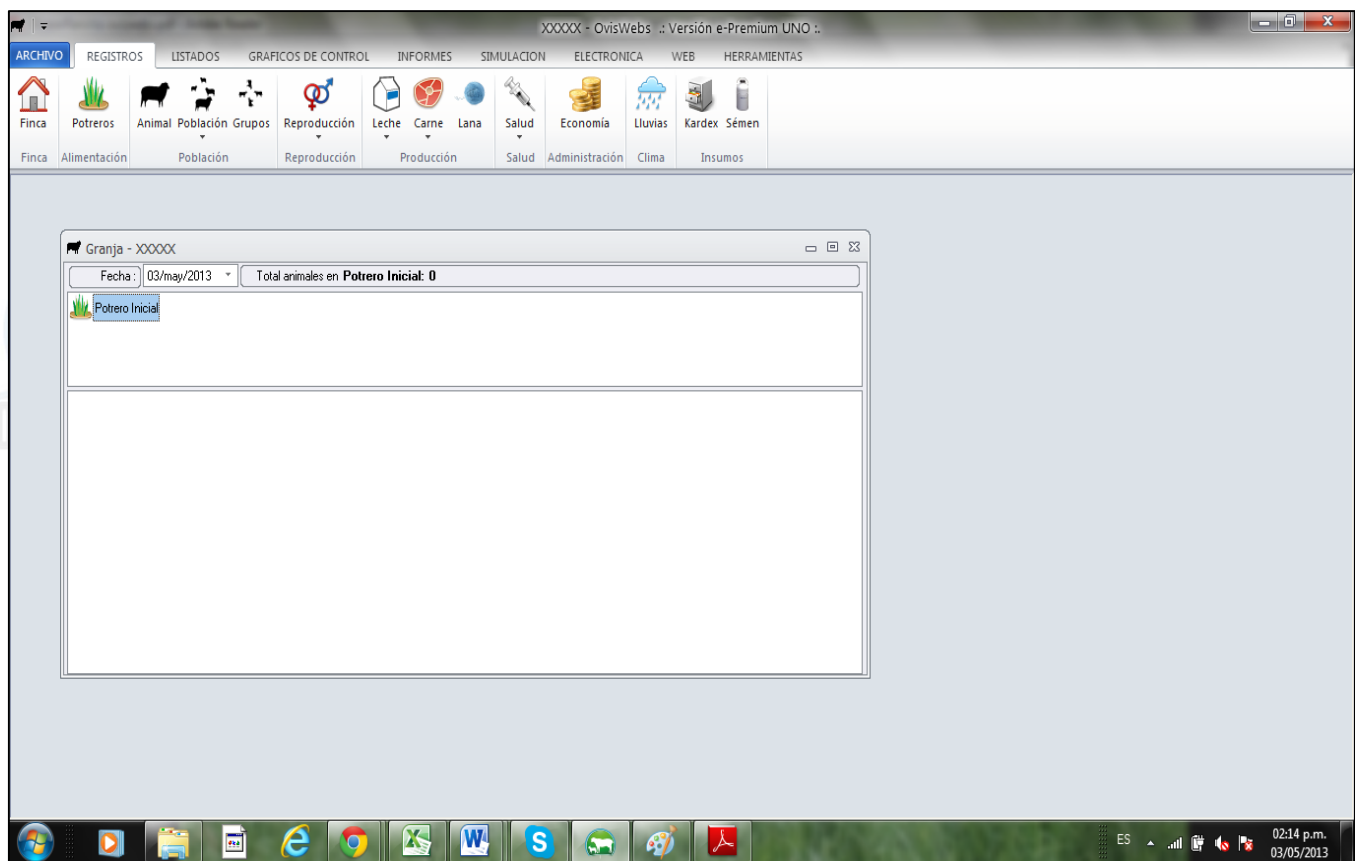 XXXXX - OvisWebs .: Versión e-Premium UNO :.
ARCHIVO REGISTROS LISTADOS GRAFICOS DE CONTROL INFORMES SIMULACION ELECTRONICA WEB HERRAMIENTAS
Finca Potreros Animal Población Grupos Reproducción Leche Carne Lana Salud Economía Lluvias Kardex Sémen
Finca Alimentación Población Reproducción Producción Salud Administración Clima Insumos
Granja - XXXXX
Fecha : 03/may/2013 Total animales en Potrero Inicial: 0
Potrero Inicial
ES 02:14 p.m.
03/05/2013